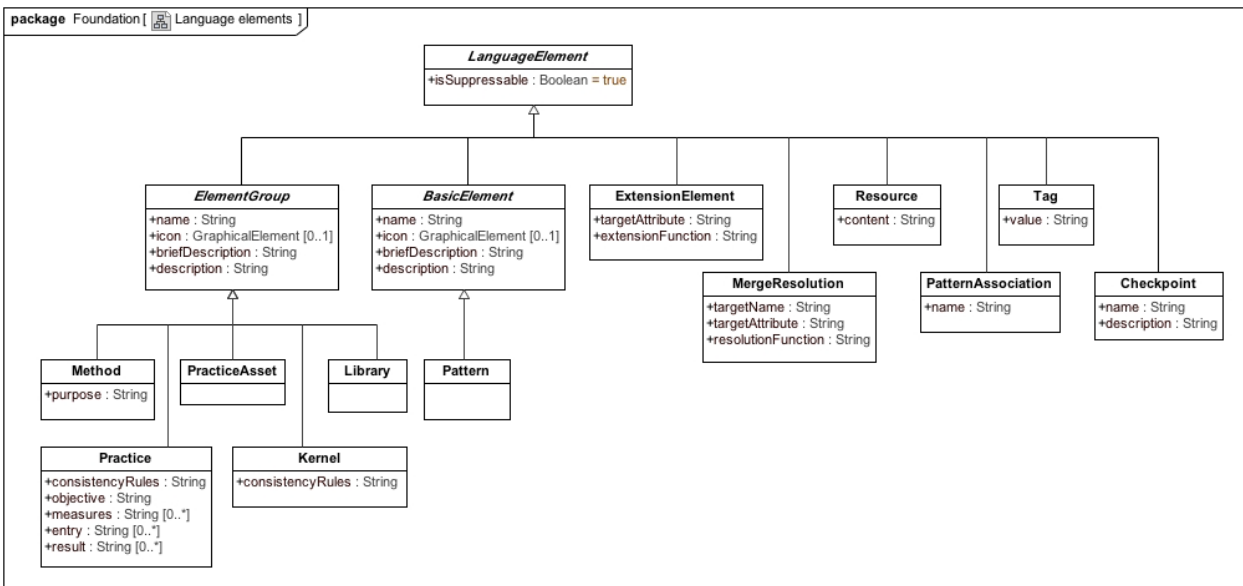 package Foundation [ Language elements ]
LanguageElement
+isSuppressable : Boolean = true
ElementGroup
+name : String
+icon : GraphicalElement [0..1]
+briefDescription : String
+description : String
BasicElement
+name : String
+icon : GraphicalElement [0..1]
+briefDescription : String
+description : String
ExtensionElement
+targetAttribute : String
+extensionFunction : String
Resource
+content : String
Tag
+value : String
MergeResolution
+targetName : String
+targetAttribute : String
+resolutionFunction : String
PatternAssociation
+name : String
Checkpoint
+name : String
+description : String
Method
+purpose : String
PracticeAsset
Library
Pattern
Practice
+consistencyRules : String
+objective : String
+measures : String [0..*]
+entry : String [0..*]
+result : String [0..*]
Kernel
+consistencyRules : String